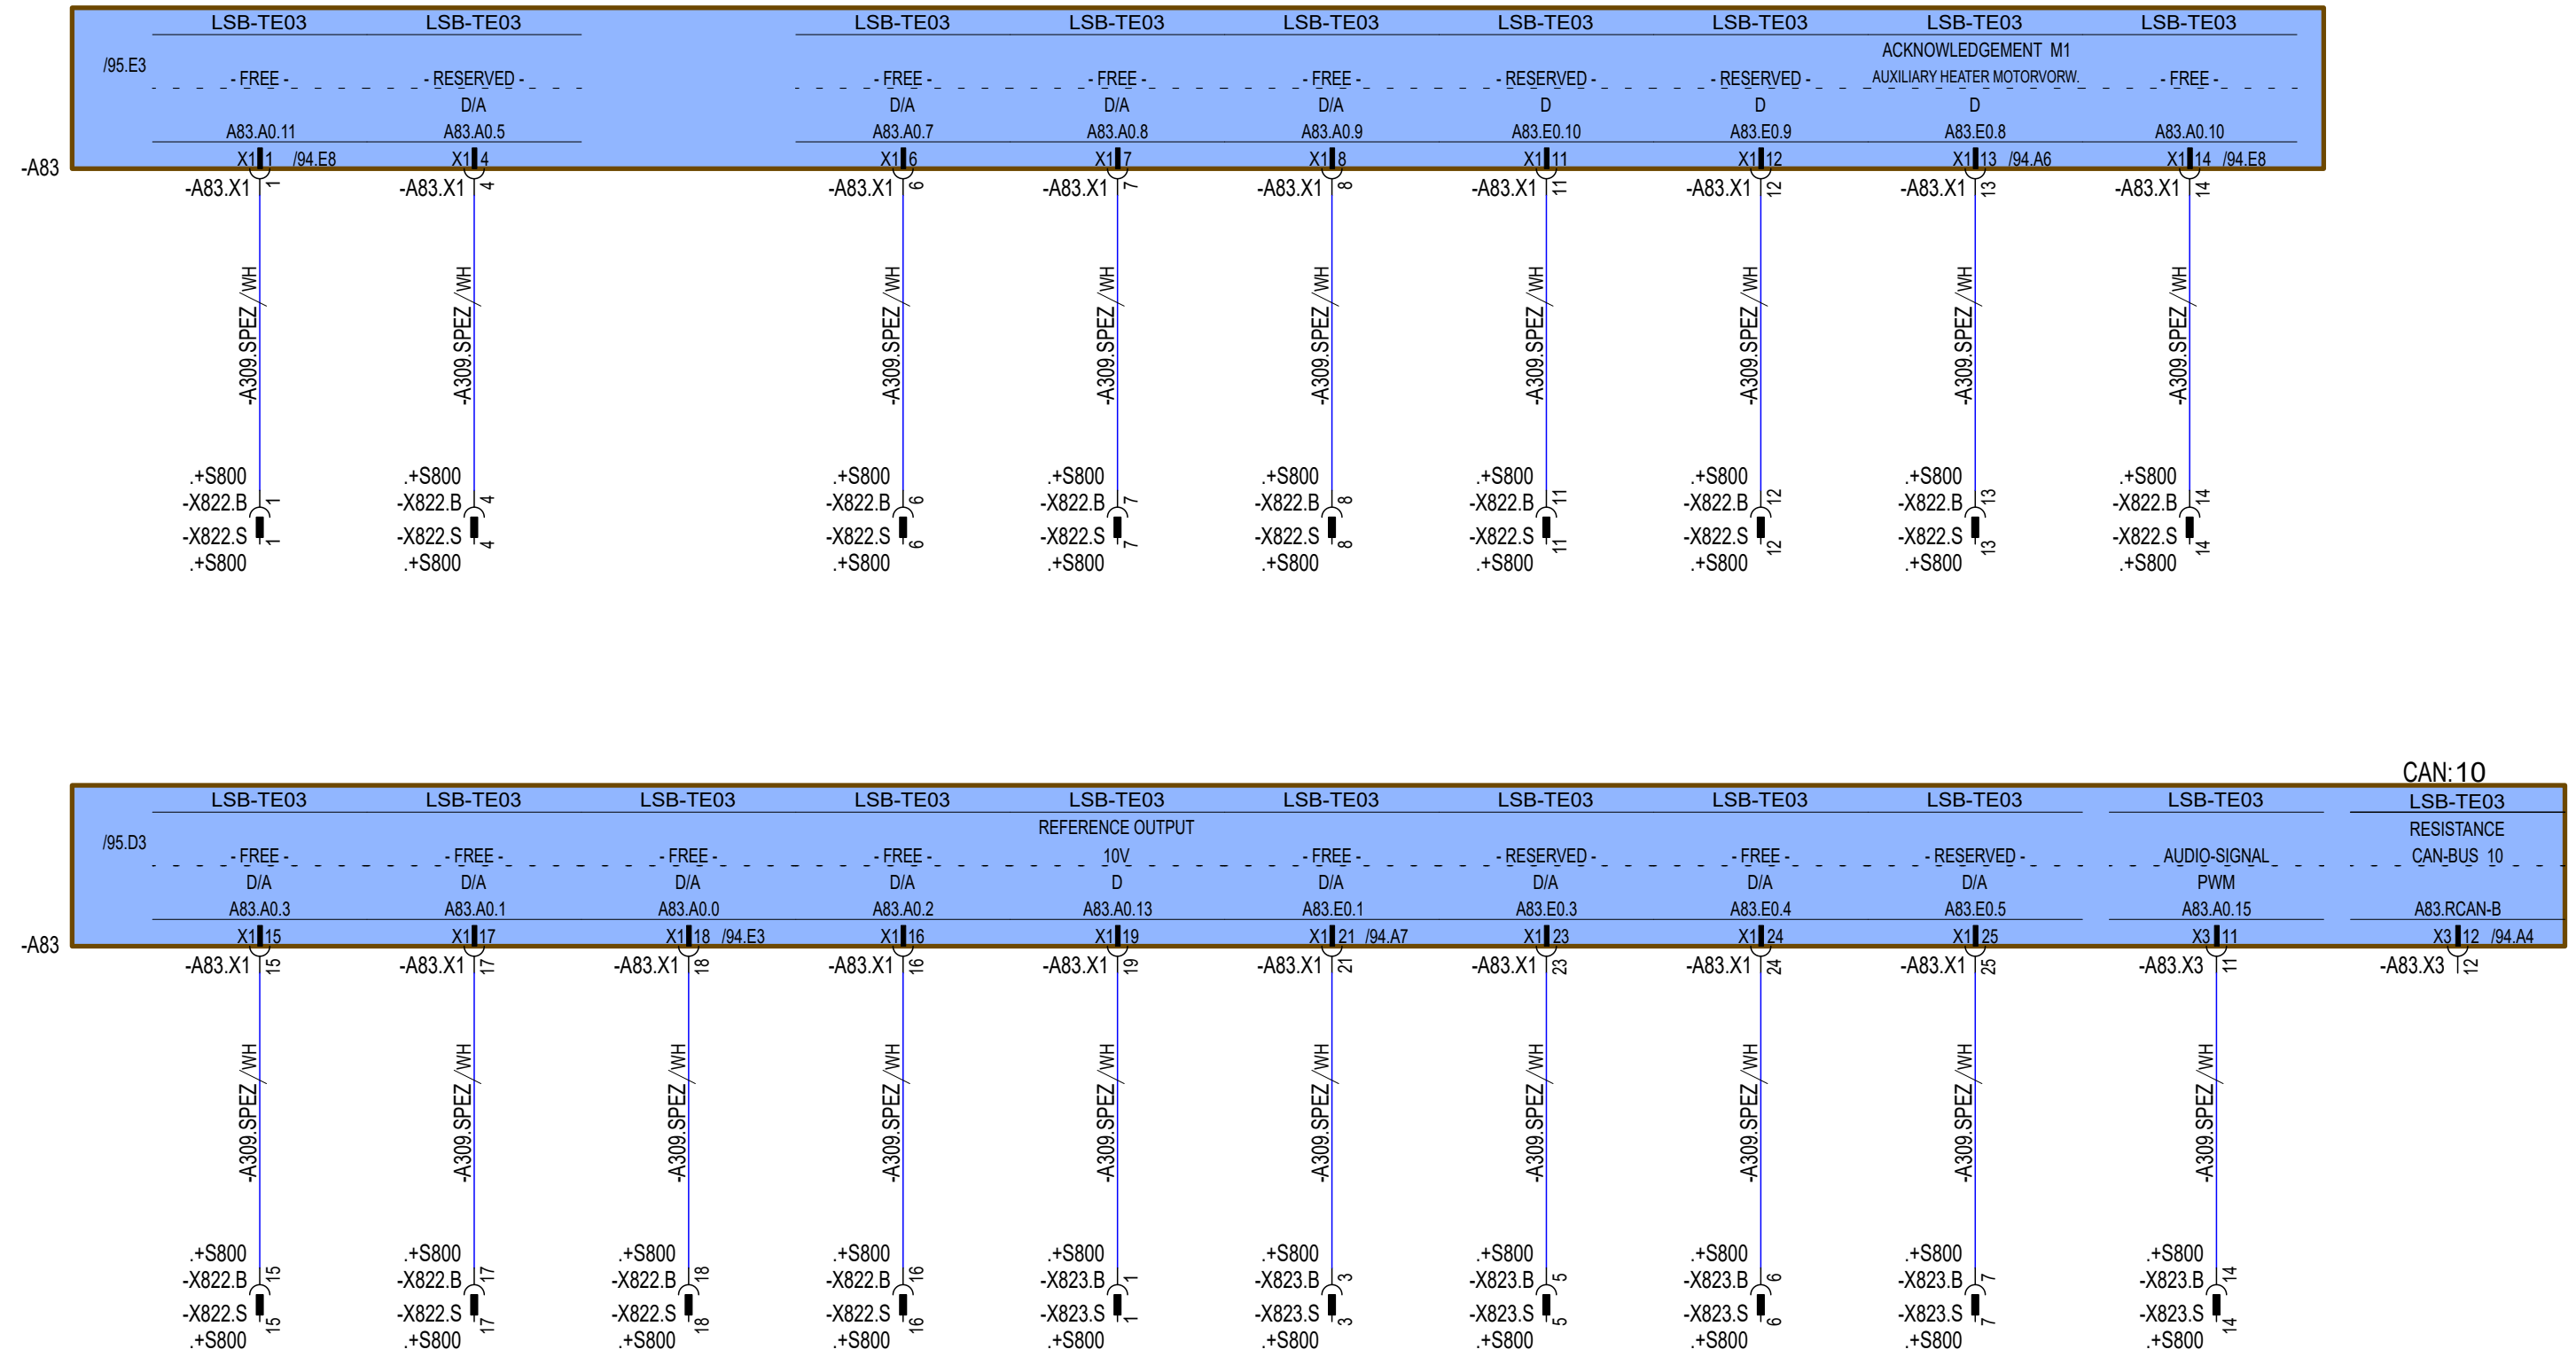 LSB-TE03 LSB-TE03 LSB-TE03 LSB-TE03 LSB-TE03 LSB-TE03 LSB-TE03 LSB-TE03 LSB-TE03
ACKNOWLEDGEMENT M1
/95.E3
- FREE - - RESERVED - - FREE - - FREE - - FREE - - RESERVED - - RESERVED - AUXILIARY HEATER MOTORVORW. - FREE -
D/A D/A D/A D/A D D D
A83.A0.11 A83.A0.5 A83.A0.7 A83.A0.8 A83.A0.9 A83.E0.10 A83.E0.9 A83.E0.8 A83.A0.10
-A83 X1 1 /94.E8 X1 4 X1 6 X1 7 X1 8 X1 11 X1 12 X1 13 /94.A6 X1 14 /94.E8
-A83.X1 1 -A83.X1 4 -A83.X1 6 -A83.X1 7 -A83.X1 8 -A83.X1 11 -A83.X1 12 -A83.X1 13 -A83.X1 14
-A309.SPEZ /WH -A309.SPEZ /WH -A309.SPEZ /WH -A309.SPEZ /WH -A309.SPEZ /WH -A309.SPEZ /WH -A309.SPEZ /WH -A309.SPEZ /WH -A309.SPEZ /WH
.+S800 .+S800 .+S800 .+S800 .+S800 .+S800 .+S800 .+S800 .+S800
-X822.B 1 -X822.B 4 -X822.B 6 -X822.B 7 -X822.B 8 -X822.B 11 -X822.B 12 -X822.B 13 -X822.B 14
-X822.S 1 -X822.S 4 -X822.S 6 -X822.S 7 -X822.S 8 -X822.S 11 -X822.S 12 -X822.S 13 -X822.S 14
.+S800 .+S800 .+S800 .+S800 .+S800 .+S800 .+S800 .+S800 .+S800
CAN:10
LSB-TE03 LSB-TE03 LSB-TE03 LSB-TE03 LSB-TE03 LSB-TE03 LSB-TE03 LSB-TE03 LSB-TE03 LSB-TE03 LSB-TE03
REFERENCE OUTPUT RESISTANCE
/95.D3
- FREE - - FREE - - FREE - - FREE - 10V - FREE - - RESERVED - - FREE - - RESERVED - AUDIO-SIGNAL CAN-BUS 10
D/A D/A D/A D/A D D/A D/A D/A D/A PWM
A83.A0.3 A83.A0.1 A83.A0.0 A83.A0.2 A83.A0.13 A83.E0.1 A83.E0.3 A83.E0.4 A83.E0.5 A83.A0.15 A83.RCAN-B
-A83 X1 15 X1 17 X1 18 /94.E3 X1 16 X1 19 X1 21 /94.A7 X1 23 X1 24 X1 25 X3 11 X3 12 /94.A4
-A83.X1 15 -A83.X1 17 -A83.X1 18 -A83.X1 16 -A83.X1 19 -A83.X1 21 -A83.X1 23 -A83.X1 24 -A83.X1 25 -A83.X3 11 -A83.X3 12
-A309.SPEZ /WH -A309.SPEZ /WH -A309.SPEZ /WH -A309.SPEZ /WH -A309.SPEZ /WH -A309.SPEZ /WH -A309.SPEZ /WH -A309.SPEZ /WH -A309.SPEZ /WH -A309.SPEZ /WH
.+S800 .+S800 .+S800 .+S800 .+S800 .+S800 .+S800 .+S800 .+S800 .+S800
-X822.B 15 -X822.B 17 -X822.B 18 -X822.B 16 -X823.B 1 -X823.B 3 -X823.B 5 -X823.B 6 -X823.B 7 -X823.B 14
-X822.S 15 -X822.S 17 -X822.S 18 -X822.S 16 -X823.S 1 -X823.S 3 -X823.S 5 -X823.S 6 -X823.S 7 -X823.S 14
.+S800 .+S800 .+S800 .+S800 .+S800 .+S800 .+S800 .+S800 .+S800 .+S800